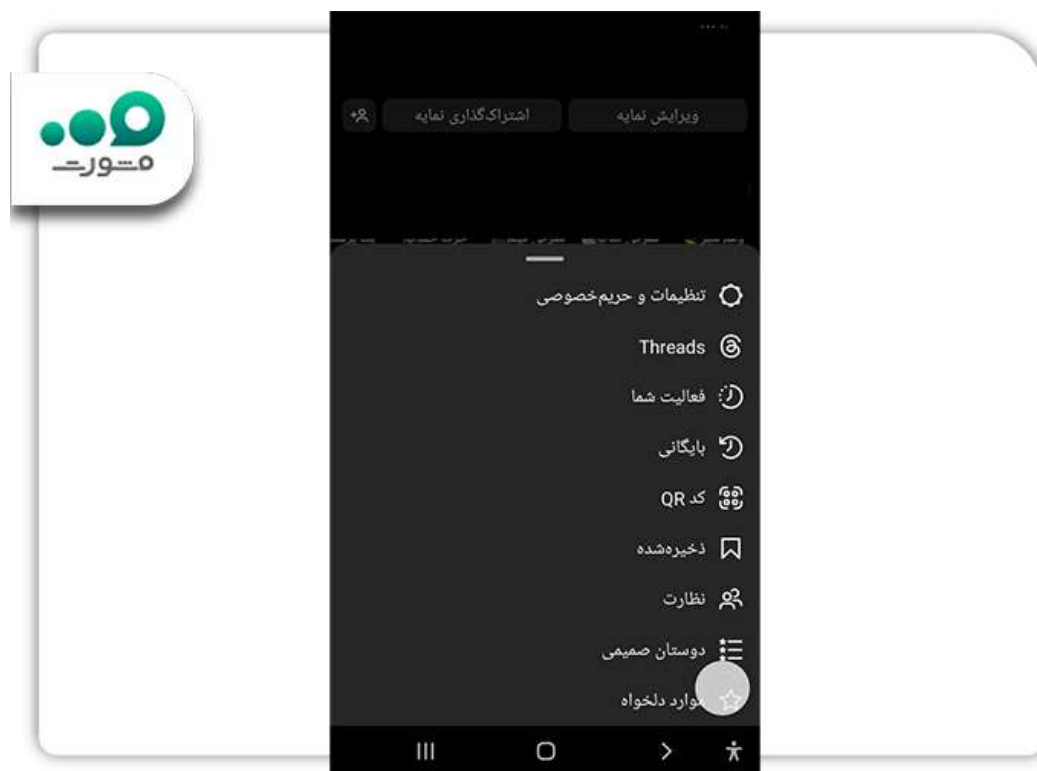 مشورت
ویرایش نمایه
اشتراک‌گذاری نمایه
تنظیمات و حریم‌خصوصی
Threads
فعالیت شما
بایگانی
کد QR
ذخیره‌شده
نظارت
دوستان صمیمی
موارد دلخواه